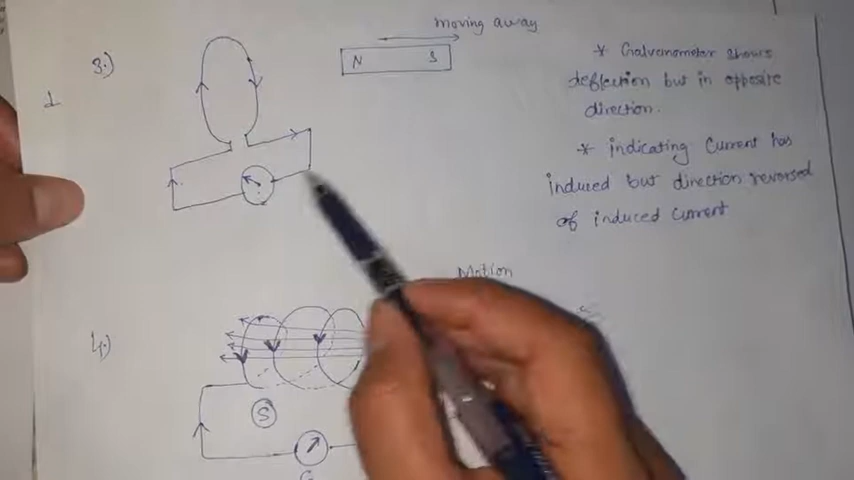 moving away
3.)
N S
* Galvanometer shows
deflection but in opposite
direction.
* indicating Current has
induced but direction reversed
of induced current
Motion
4.)
S
G